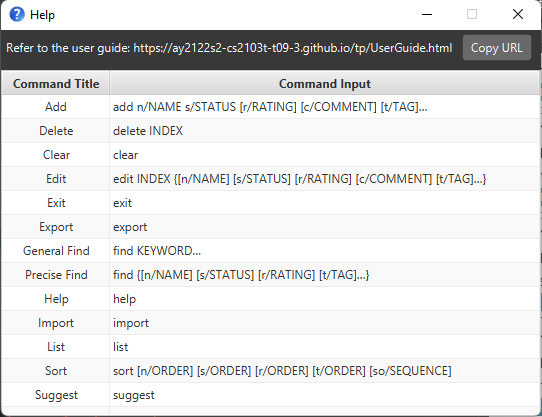 Help
Refer to the user guide: https://ay2122s2-cs2103t-t09-3.github.io/tp/UserGuide.html Copy URL
Command Title Command Input
Add add n/NAME s/STATUS [r/RATING] [c/COMMENT] [t/TAG]...
Delete delete INDEX
Clear clear
Edit edit INDEX {[n/NAME] [s/STATUS] [r/RATING] [c/COMMENT] [t/TAG]...}
Exit exit
Export export
General Find find KEYWORD...
Precise Find find {[n/NAME] [s/STATUS] [r/RATING] [t/TAG]...}
Help help
Import import
List list
Sort sort [n/ORDER] [s/ORDER] [r/ORDER] [t/ORDER] [so/SEQUENCE]
Suggest suggest